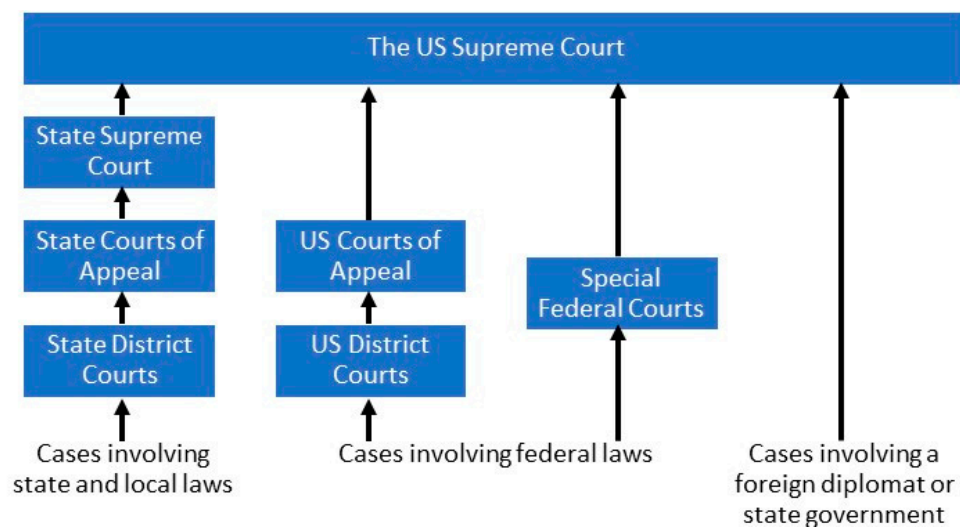 The US Supreme Court
State Supreme
Court
State Courts of
Appeal
US Courts of
Appeal
Special
Federal Courts
State District
Courts
US District
Courts
Cases involving
state and local laws
Cases involving federal laws
Cases involving a
foreign diplomat or
state government